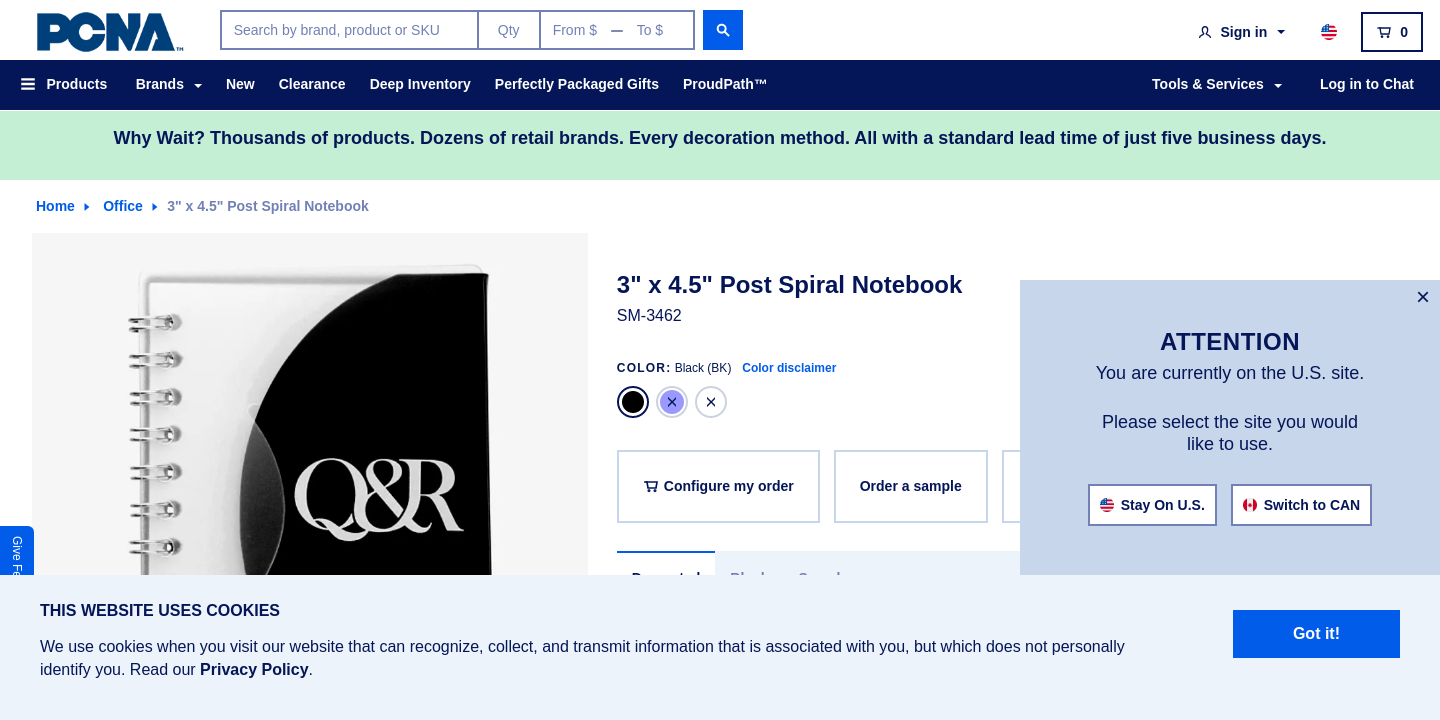 PCNA™
Search by brand, product or SKU
Qty
From $ — To $
Sign in
0
Products
Brands
New
Clearance
Deep Inventory
Perfectly Packaged Gifts
ProudPath™
Tools & Services
Log in to Chat
Why Wait? Thousands of products. Dozens of retail brands. Every decoration method. All with a standard lead time of just five business days.
Home
Office
3" x 4.5" Post Spiral Notebook
Q&R
3" x 4.5" Post Spiral Notebook
SM-3462
COLOR: Black (BK) Color disclaimer
Configure my order
Order a sample
×
ATTENTION
You are currently on the U.S. site.
Please select the site you would
like to use.
Stay On U.S.
Switch to CAN
Give
THIS WEBSITE USES COOKIES
We use cookies when you visit our website that can recognize, collect, and transmit information that is associated with you, but which does not personally
identify you. Read our Privacy Policy.
Got it!